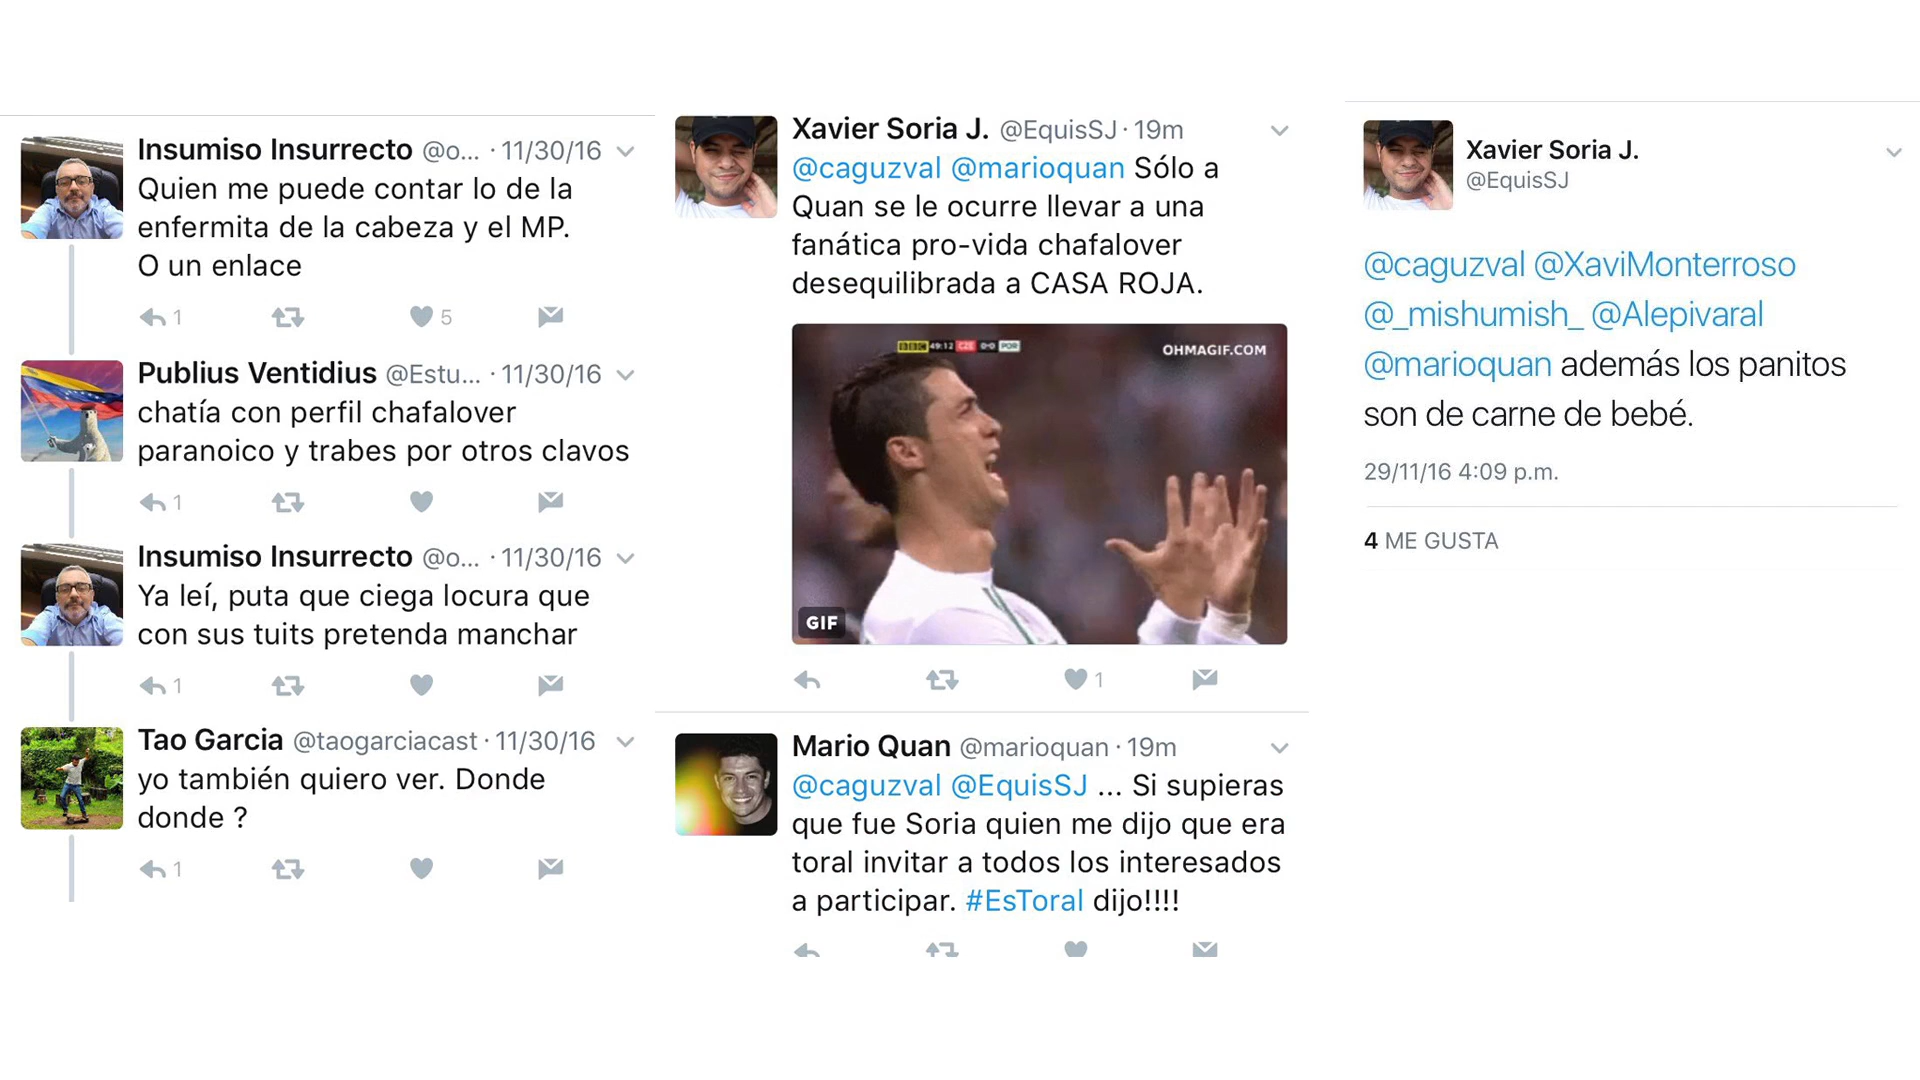 Insumiso Insurrecto @o... · 11/30/16
Quien me puede contar lo de la
enfermita de la cabeza y el MP.
O un enlace
1
5
Publius Ventidius @Estu... · 11/30/16
chatía con perfil chafalover
paranoico y trabes por otros clavos
1
Insumiso Insurrecto @o... · 11/30/16
Ya leí, puta que ciega locura que
con sus tuits pretenda manchar
1
Tao Garcia @taogarciacast · 11/30/16
yo también quiero ver. Donde
donde ?
1
Xavier Soria J. @EquisSJ · 19m
@caguzval @marioquan Sólo a
Quan se le ocurre llevar a una
fanática pro-vida chafalover
desequilibrada a CASA ROJA.
BBC 49:12 CZE 0-0 POR
OHMAGIF.COM
GIF
1
Mario Quan @marioquan · 19m
@caguzval @EquisSJ ... Si supieras
que fue Soria quien me dijo que era
toral invitar a todos los interesados
a participar. #EsToral dijo!!!!
Xavier Soria J.
@EquisSJ
@caguzval @XaviMonterroso
@_mishumish_ @Alepivaral
@marioquan además los panitos
son de carne de bebé.
29/11/16 4:09 p.m.
4 ME GUSTA